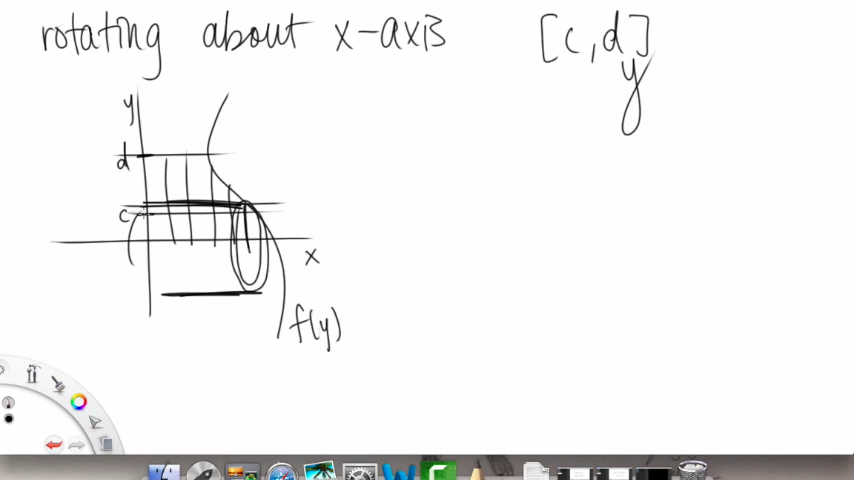 rotating about x-axis
[c,d]
y
y
d
c
x
f(y)